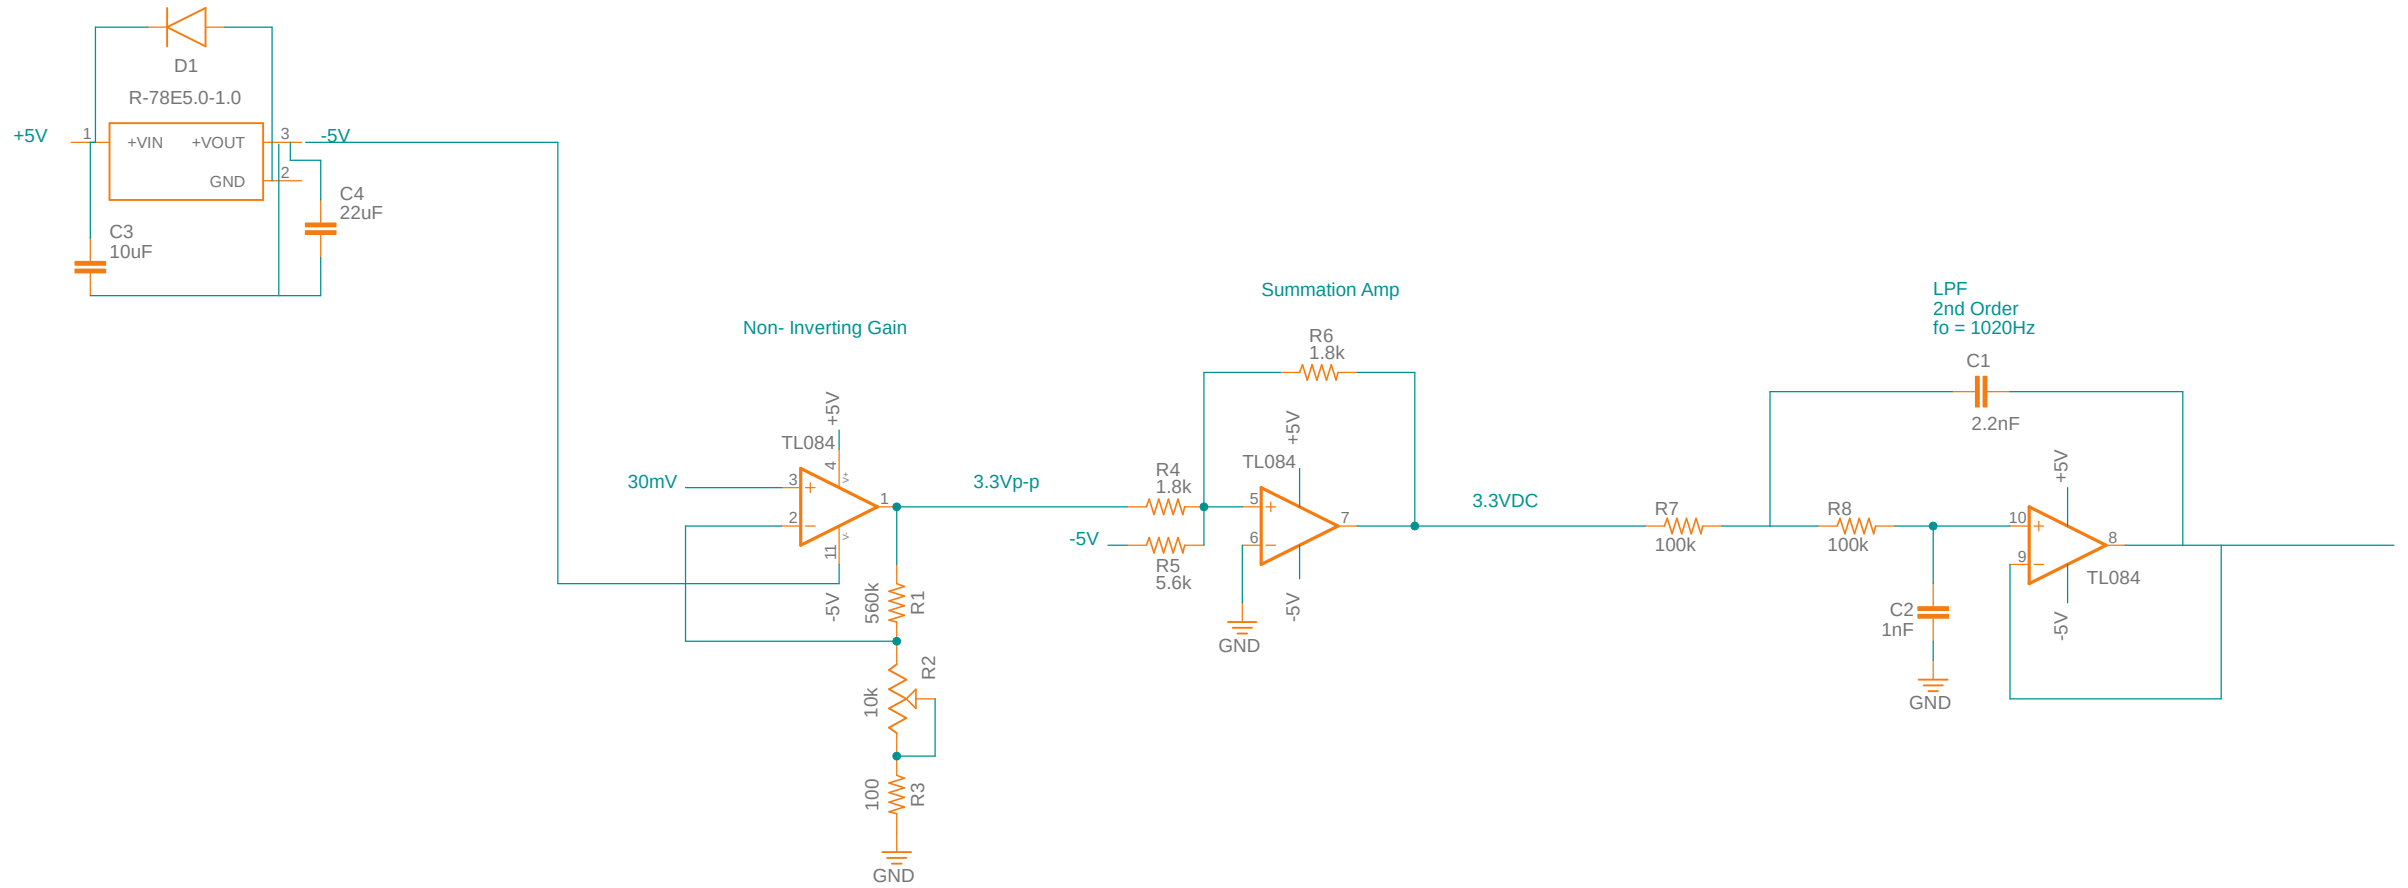 D1
R-78E5.0-1.0
+5V
1
+VIN
+VOUT
3
-5V
GND
2
C4
22uF
C3
10uF
Non- Inverting Gain
+5V
TL084
4
V+
30mV
3
2
1
11
V-
-5V
3.3Vp-p
560k
R1
10k
R2
100
R3
GND
Summation Amp
R6
1.8k
+5V
TL084
R4
1.8k
-5V
R5
5.6k
5
6
7
-5V
GND
3.3VDC
LPF
2nd Order
fo = 1020Hz
C1
2.2nF
R7
100k
R8
100k
+5V
10
9
8
TL084
-5V
C2
1nF
GND